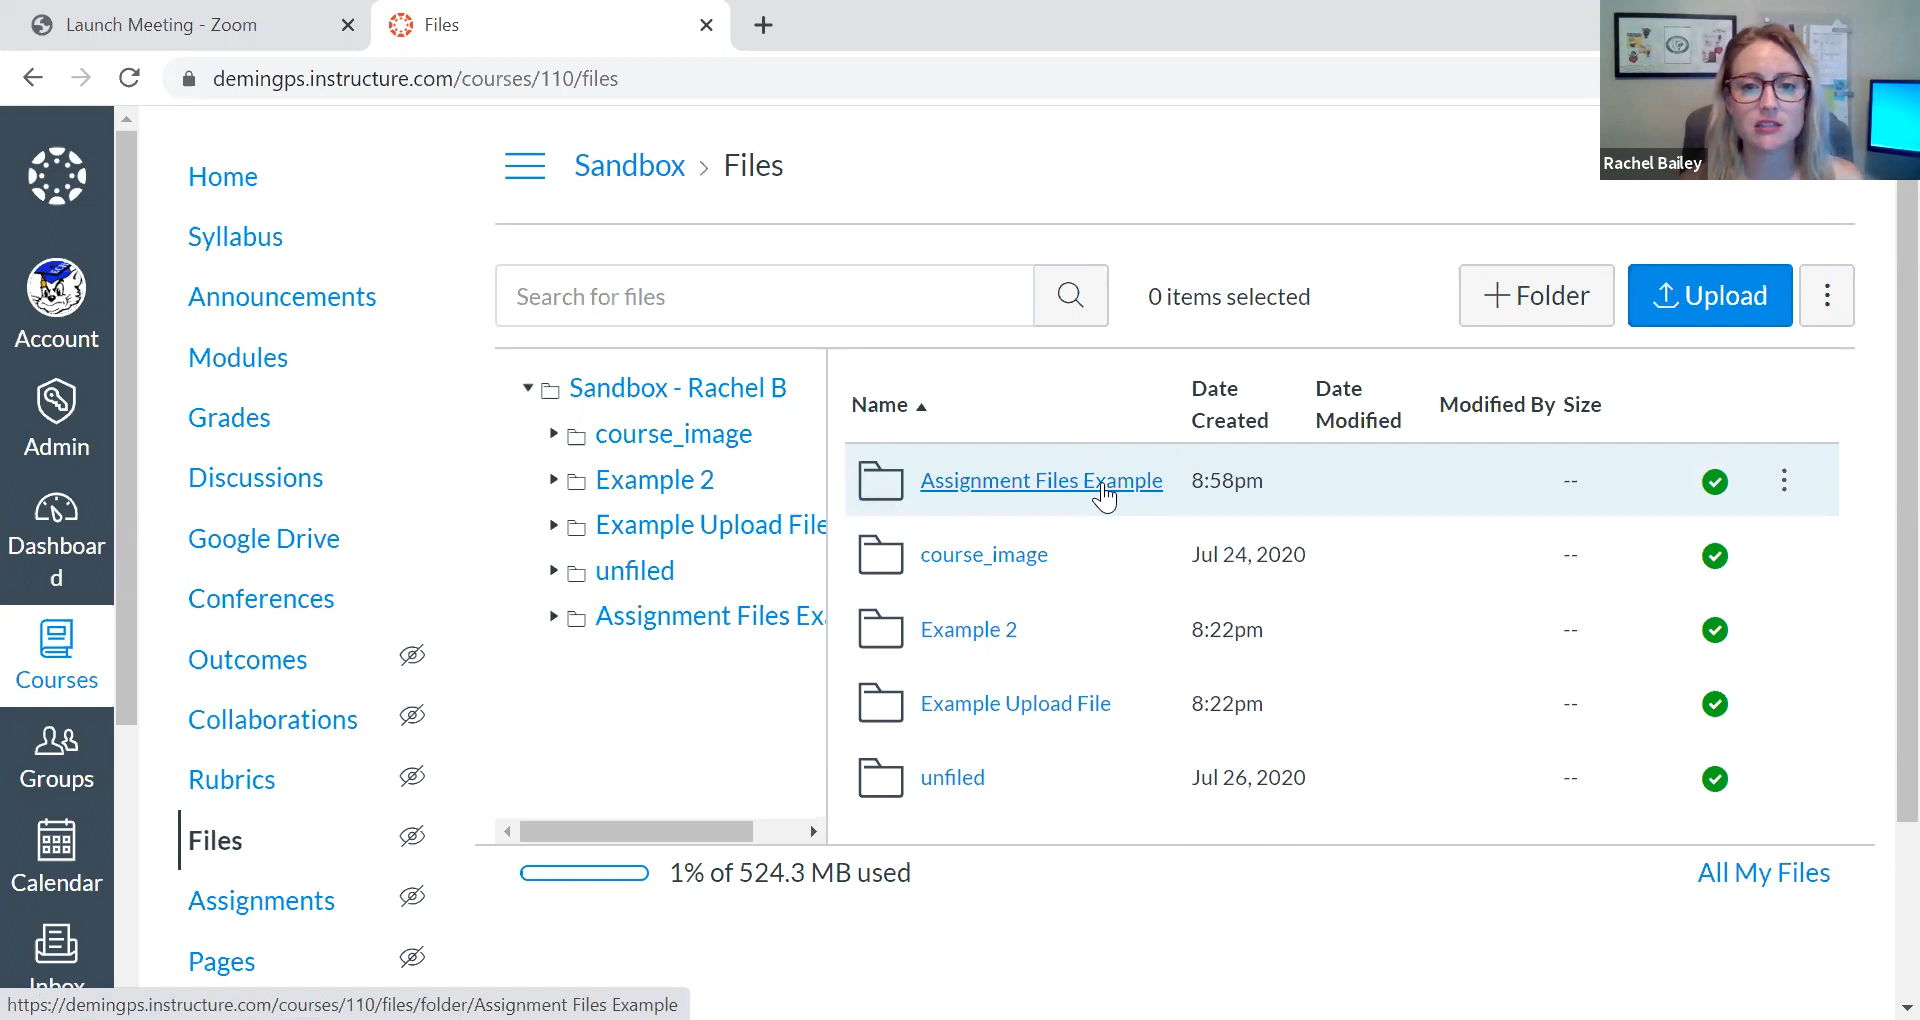 Launch Meeting - Zoom
Files
demingps.instructure.com/courses/110/files
Rachel Bailey
Account
Admin
Dashboar
d
Courses
Groups
Calendar
Inbox
Home
Syllabus
Announcements
Modules
Grades
Discussions
Google Drive
Conferences
Outcomes
Collaborations
Rubrics
Files
Assignments
Pages
Sandbox > Files
Search for files
0 items selected
+ Folder
Upload
Sandbox - Rachel B
course_image
Example 2
Example Upload File
unfiled
Assignment Files Ex
Name Date Created Date Modified Modified By Size
Assignment Files Example 8:58pm --
course_image Jul 24, 2020 --
Example 2 8:22pm --
Example Upload File 8:22pm --
unfiled Jul 26, 2020 --
1% of 524.3 MB used
All My Files
https://demingps.instructure.com/courses/110/files/folder/Assignment Files Example